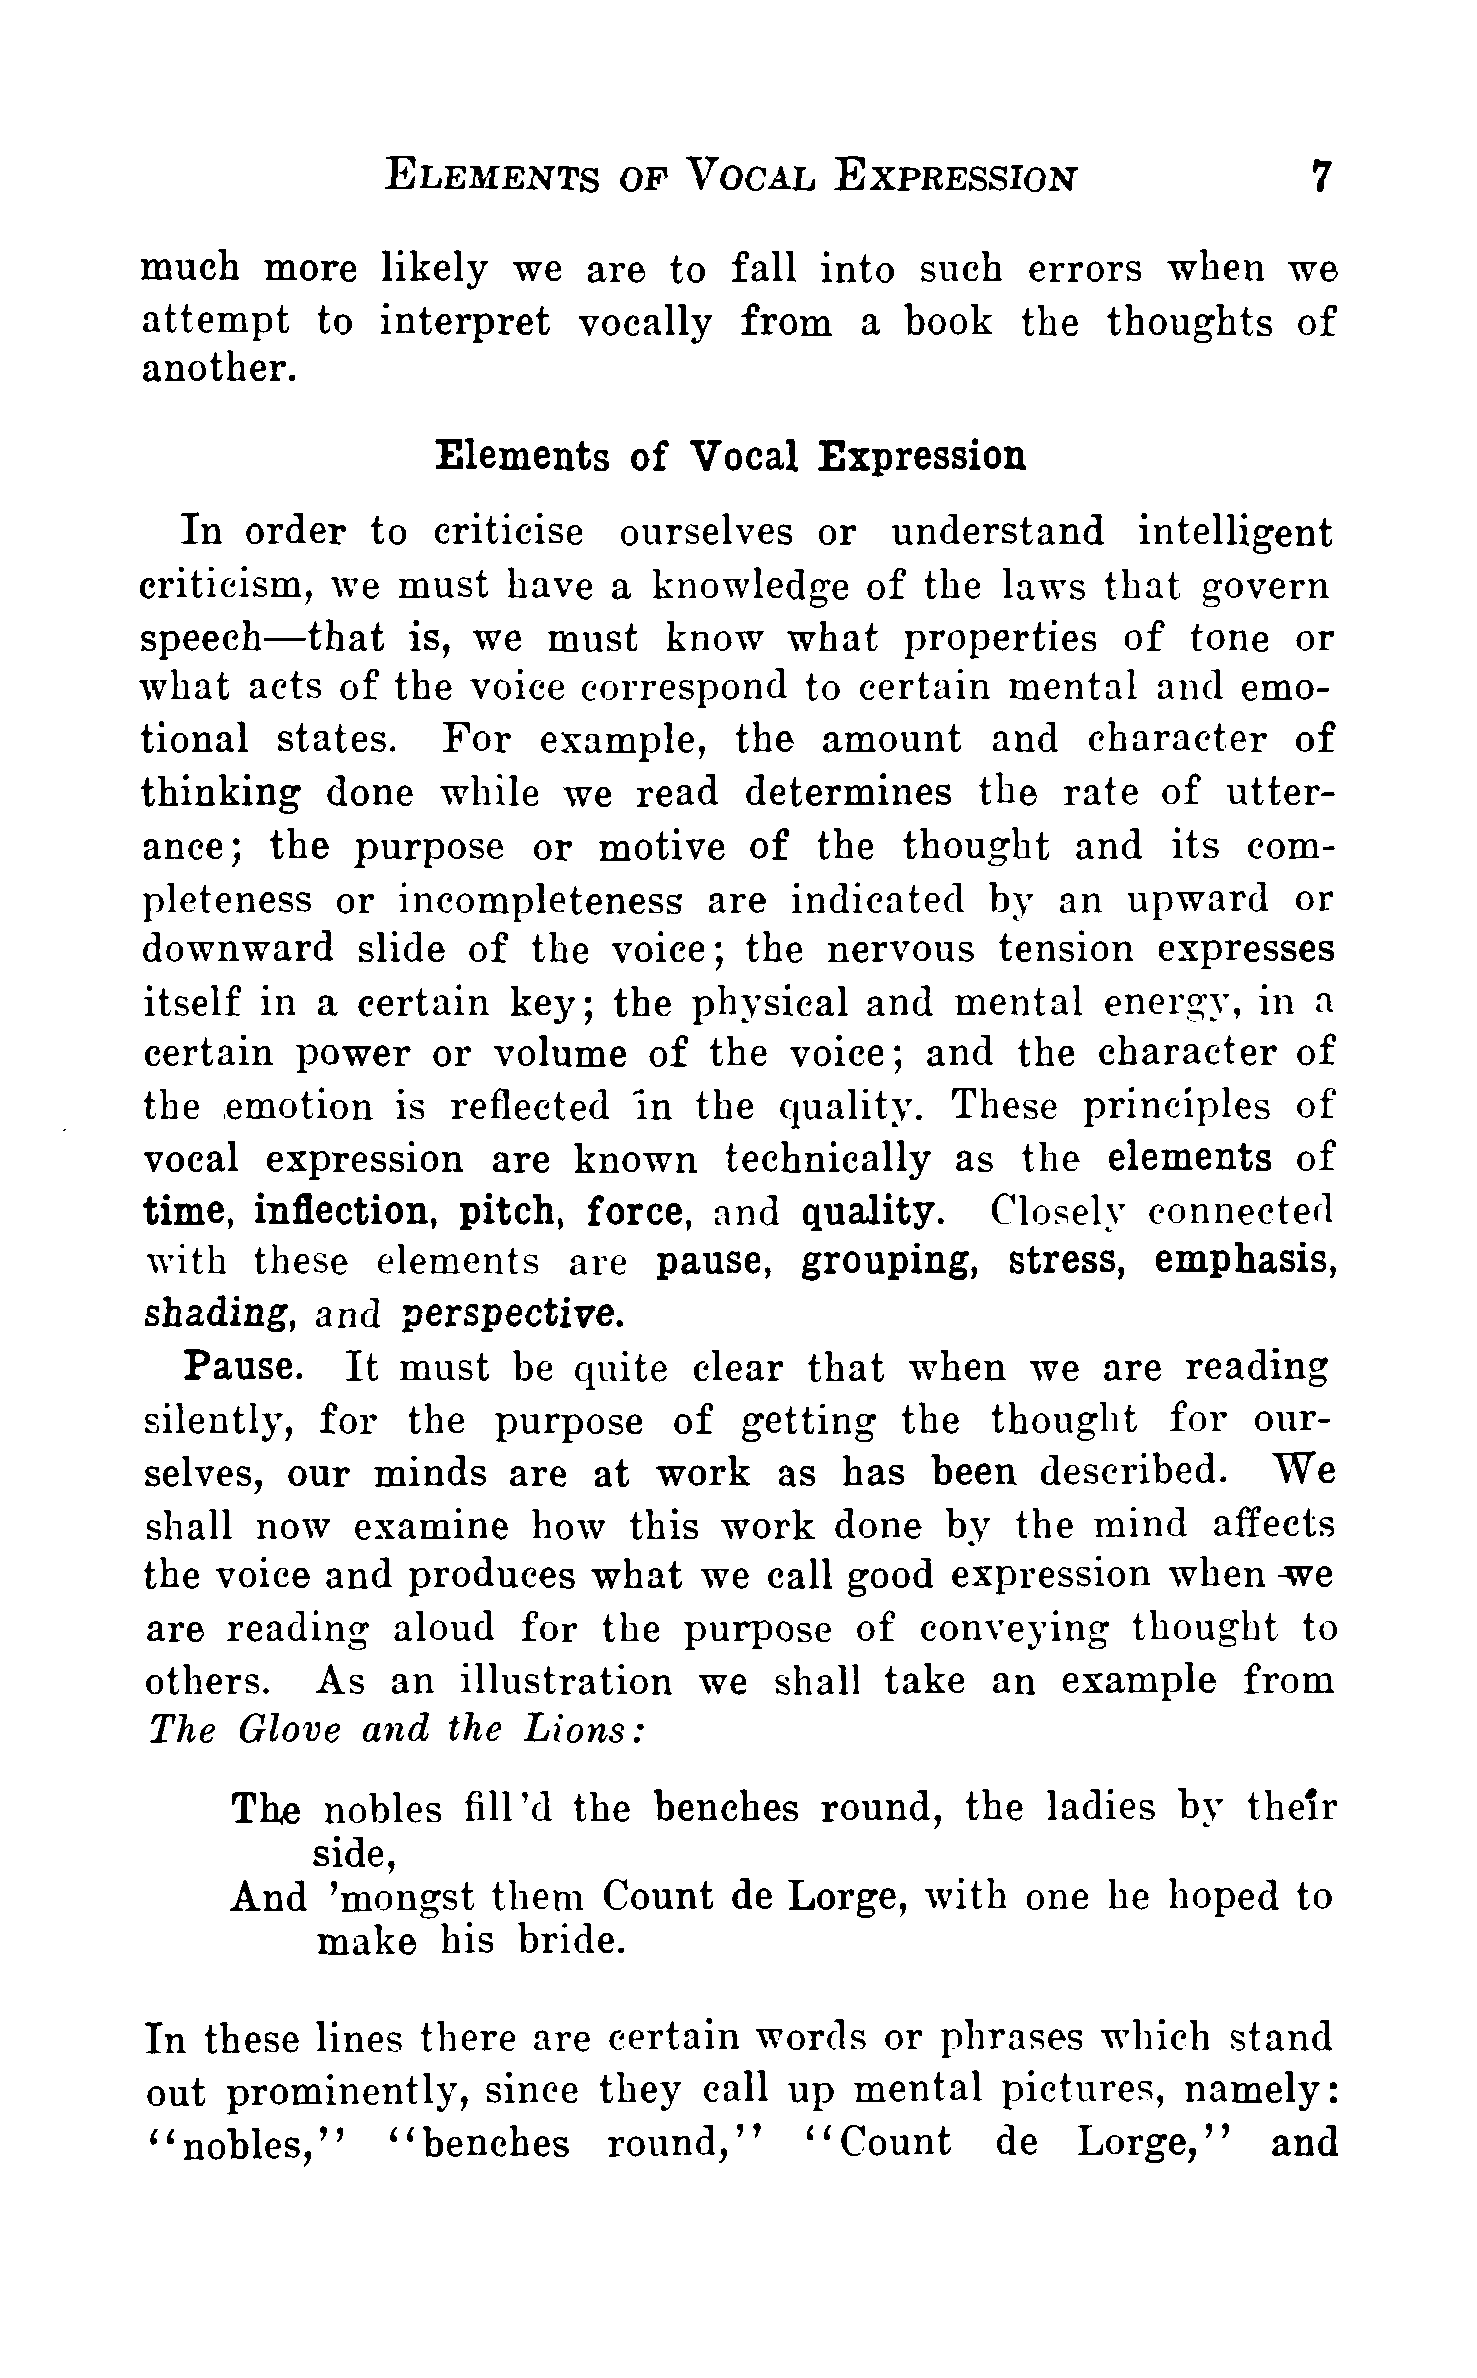 ELEMENTS OF VOCAL EXPRESSION 7
much more likely we are to fall into such errors when we
attempt to interpret vocally from a book the thoughts of
another.
Elements of Vocal Expression
In order to criticise ourselves or understand intelligent
criticism, we must have a knowledge of the laws that govern
speech—that is, we must know what properties of tone or
what acts of the voice correspond to certain mental and emo-
tional states. For example, the amount and character of
thinking done while we read determines the rate of utter-
ance; the purpose or motive of the thought and its com-
pleteness or incompleteness are indicated by an upward or
downward slide of the voice; the nervous tension expresses
itself in a certain key; the physical and mental energy, in a
certain power or volume of the voice; and the character of
the emotion is reflected in the quality. These principles of
vocal expression are known technically as the elements of
time, inflection, pitch, force, and quality. Closely connected
with these elements are pause, grouping, stress, emphasis,
shading, and perspective.
Pause. It must be quite clear that when we are reading
silently, for the purpose of getting the thought for our-
selves, our minds are at work as has been described. We
shall now examine how this work done by the mind affects
the voice and produces what we call good expression when we
are reading aloud for the purpose of conveying thought to
others. As an illustration we shall take an example from
The Glove and the Lions:
The nobles fill'd the benches round, the ladies by their
side,
And 'mongst them Count de Lorge, with one he hoped to
make his bride.
In these lines there are certain words or phrases which stand
out prominently, since they call up mental pictures, namely:
"nobles," "benches round," "Count de Lorge," and